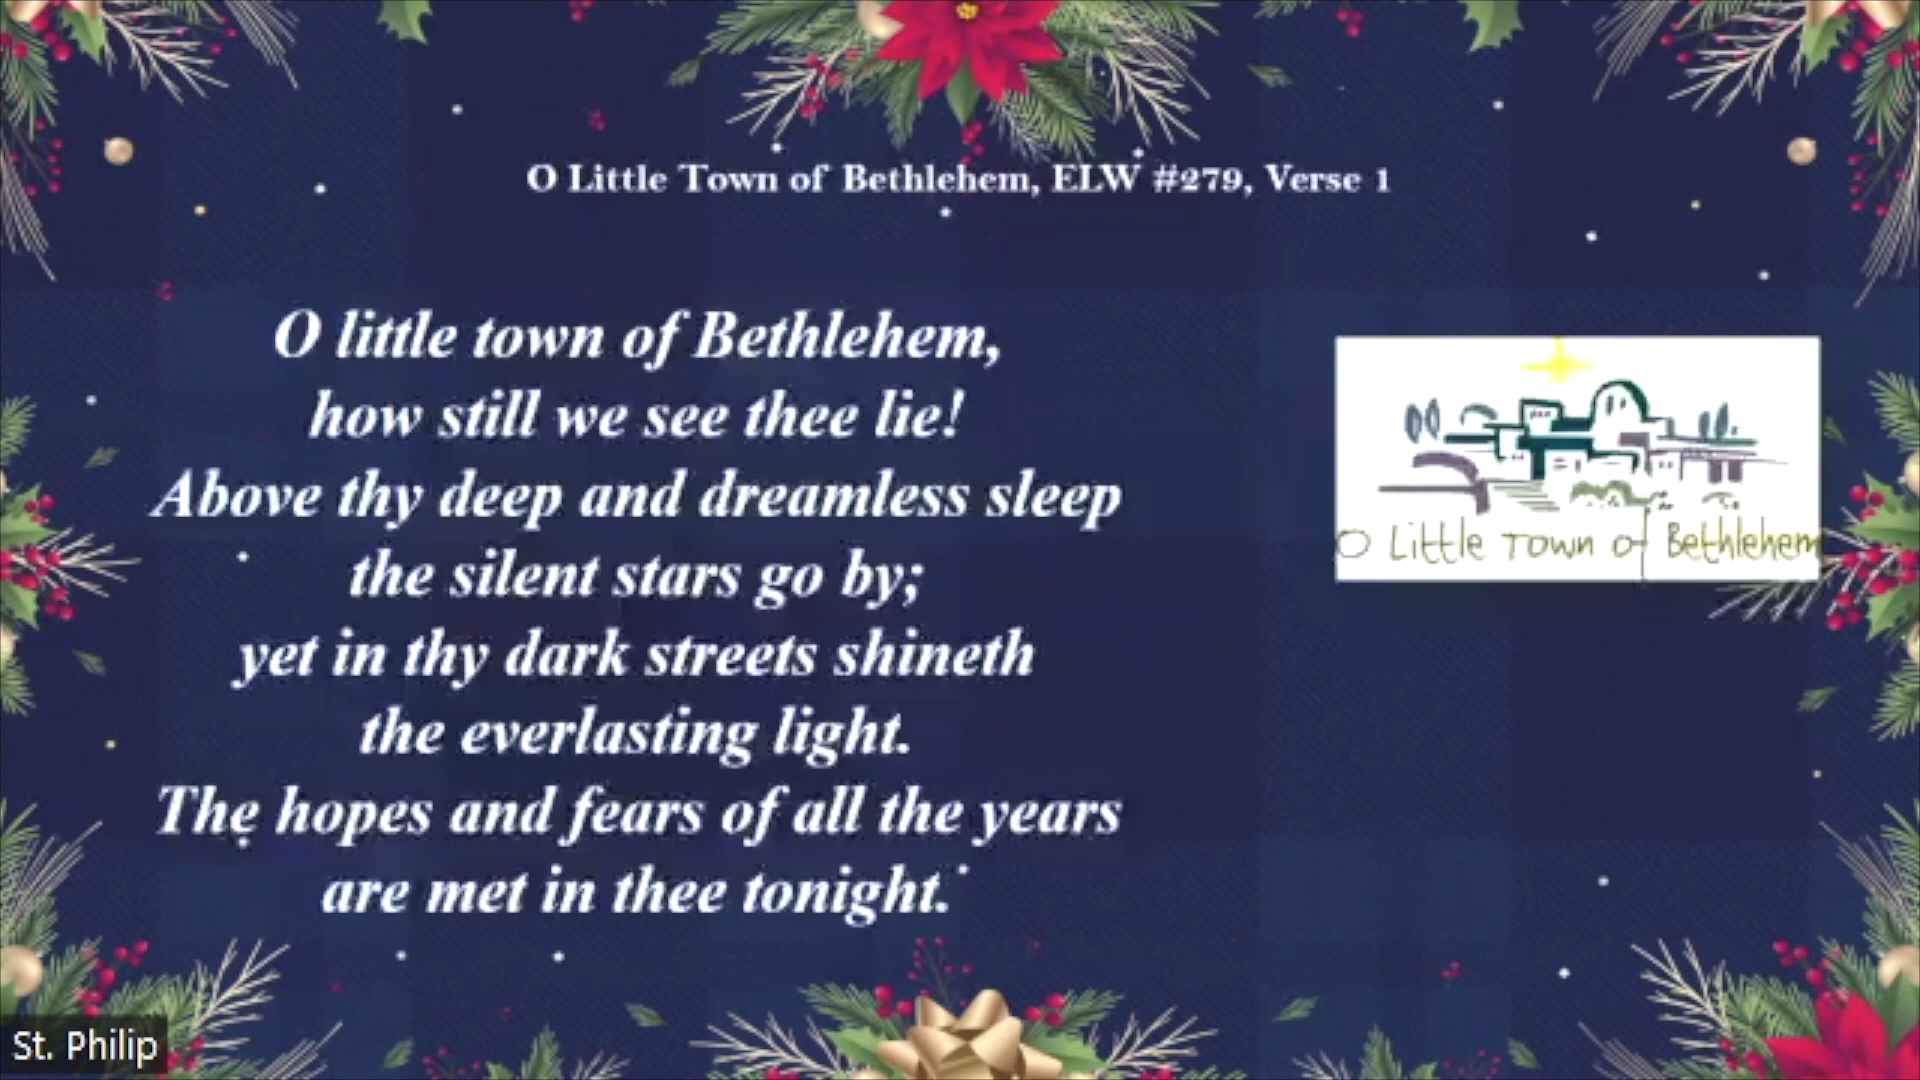 O Little Town of Bethlehem, ELW #279, Verse 1
O little town of Bethlehem,
how still we see thee lie!
Above thy deep and dreamless sleep
the silent stars go by;
yet in thy dark streets shineth
the everlasting light.
The hopes and fears of all the years
are met in thee tonight.
O Little Town of Bethlehem
St. Philip